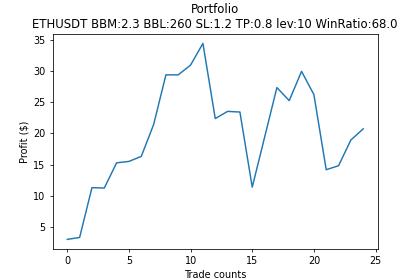 Portfolio
ETHUSDT BBM:2.3 BBL:260 SL:1.2 TP:0.8 lev:10 WinRatio:68.0
35
30
25
20
15
10
5
Profit ($)
0 5 10 15 20 25
Trade counts